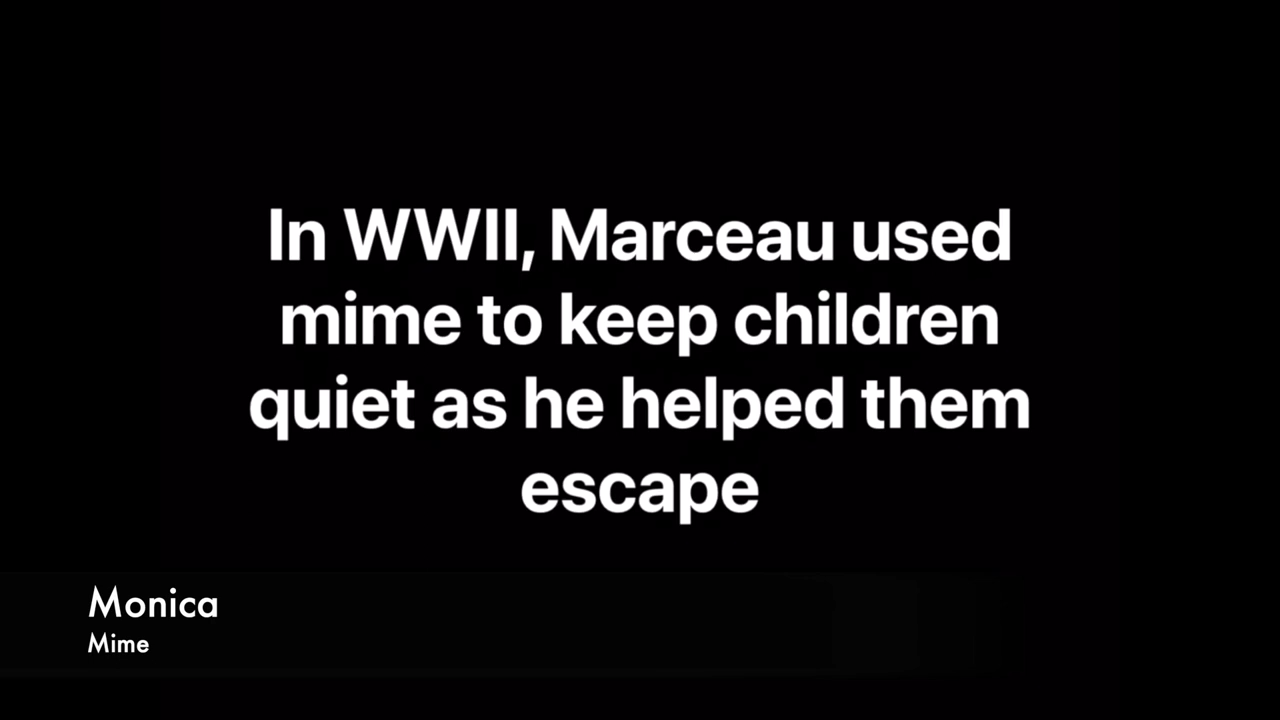 In WWII, Marceau used
mime to keep children
quiet as he helped them
escape
Monica
Mime